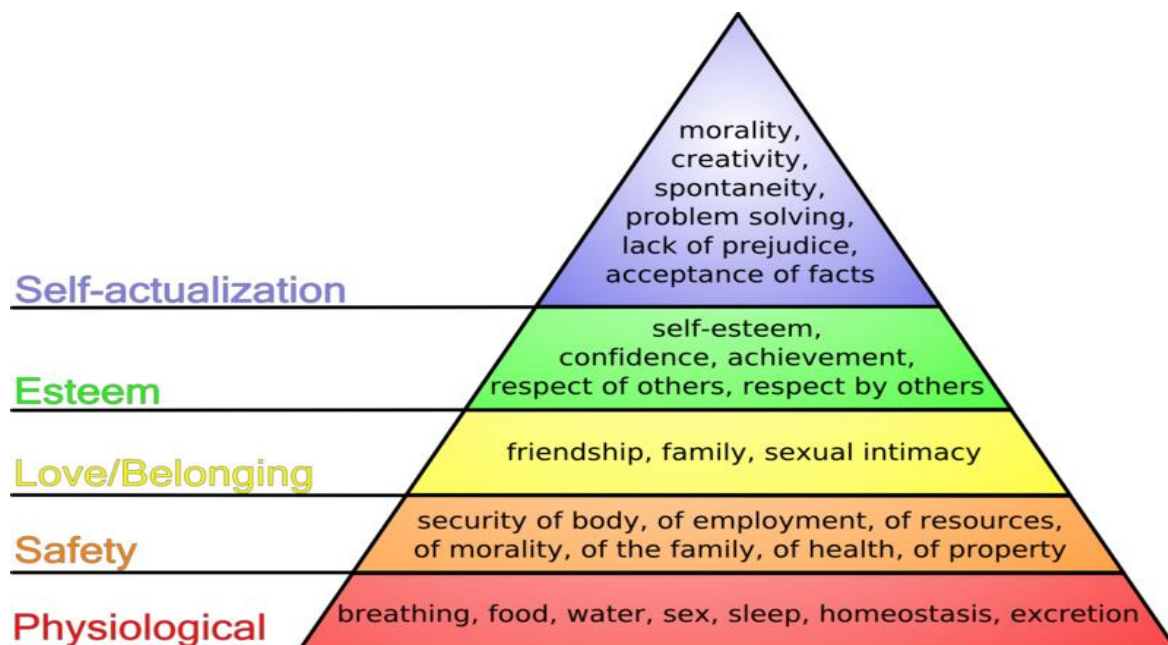 morality,
creativity,
spontaneity,
problem solving,
lack of prejudice,
acceptance of facts
Self-actualization
self-esteem,
confidence, achievement,
respect of others, respect by others
Esteem
friendship, family, sexual intimacy
Love/Belonging
security of body, of employment, of resources,
of morality, of the family, of health, of property
Safety
breathing, food, water, sex, sleep, homeostasis, excretion
Physiological